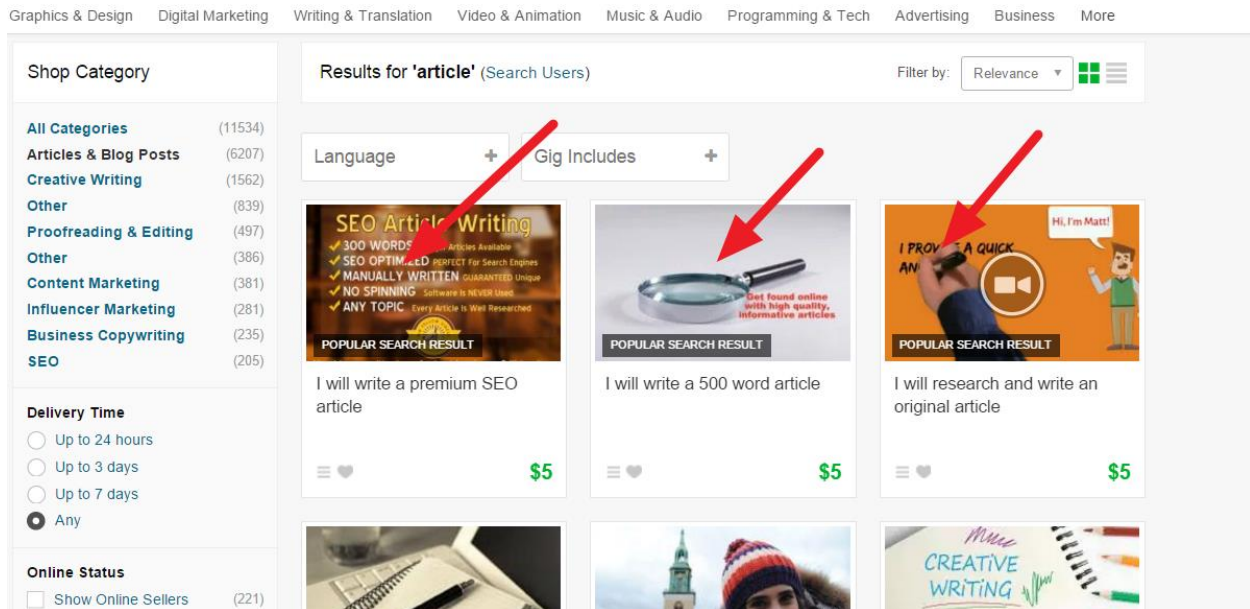 Graphics & Design Digital Marketing Writing & Translation Video & Animation Music & Audio Programming & Tech Advertising Business More
Shop Category
All Categories (11534)
Articles & Blog Posts (6207)
Creative Writing (1562)
Other (839)
Proofreading & Editing (497)
Other (386)
Content Marketing (381)
Influencer Marketing (281)
Business Copywriting (235)
SEO (205)
Delivery Time
Up to 24 hours
Up to 3 days
Up to 7 days
Any
Online Status
Show Online Sellers (221)
Results for 'article' (Search Users)
Filter by: Relevance
Language +
Gig Includes +
SEO Article Writing
300 WORDS Articles Available
SEO OPTIMIZED PERFECT For Search Engines
MANUALLY WRITTEN GUARANTEED Unique
NO SPINNING Software is NEVER Used
ANY TOPIC Every Article Is Well Researched
POPULAR SEARCH RESULT
I will write a premium SEO
article
$5
Get found online
with high quality,
informative articles
POPULAR SEARCH RESULT
I will write a 500 word article
$5
Hi, I'm Matt!
I A QUICK
POPULAR SEARCH RESULT
I will research and write an
original article
$5
CREATIVE
WRITING